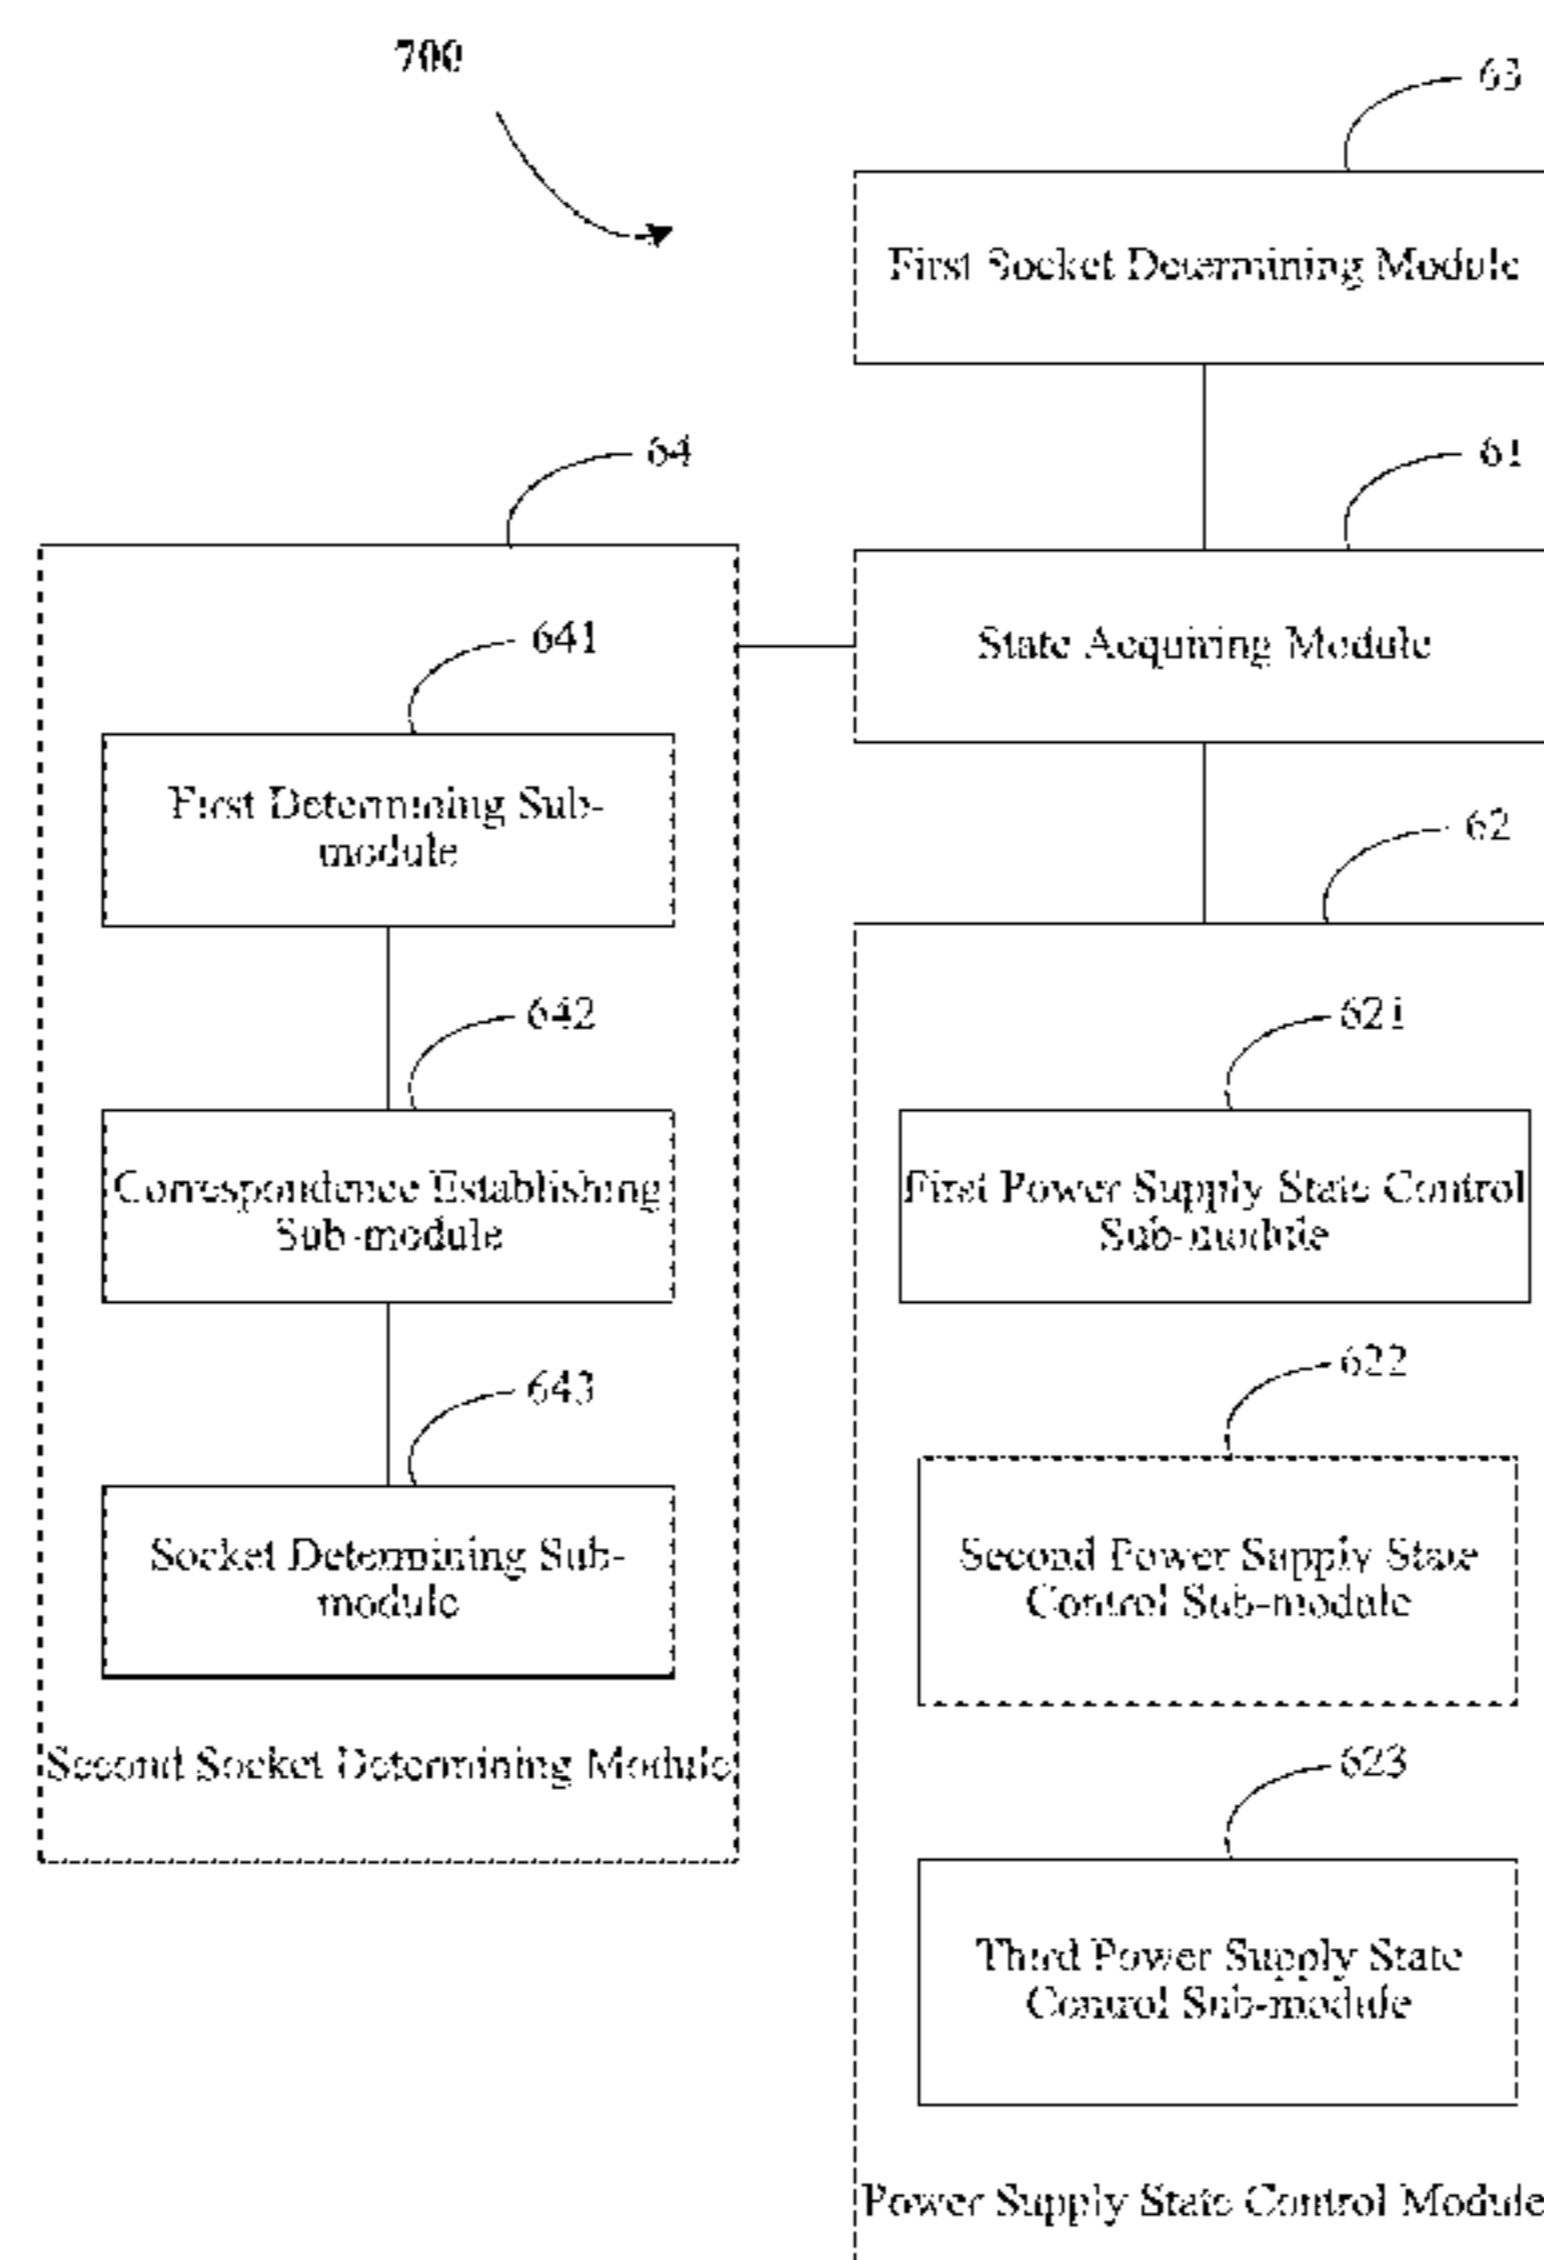 700
63
First Socket Determining Module
64
61
State Acquiring Module
641
First Determining Sub-
module
62
642
Correspondence Establishing
Sub-module
621
First Power Supply State Control
Sub-module
643
Socket Determining Sub-
module
622
Second Power Supply State
Control Sub-module
Second Socket Determining Module
623
Third Power Supply State
Control Sub-module
Power Supply State Control Module